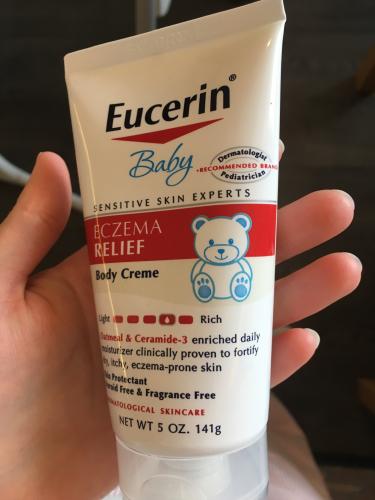 Eucerin®
Baby
Dermatologist
RECOMMENDED BRAND
Pediatrician
SENSITIVE SKIN EXPERTS
ECZEMA
RELIEF
Body Creme
Light Rich
Oatmeal & Ceramide-3 enriched daily
moisturizer clinically proven to fortify
itchy, eczema-prone skin
Protectant
& Fragrance Free
SKINCARE
NET WT 5 OZ. 141g